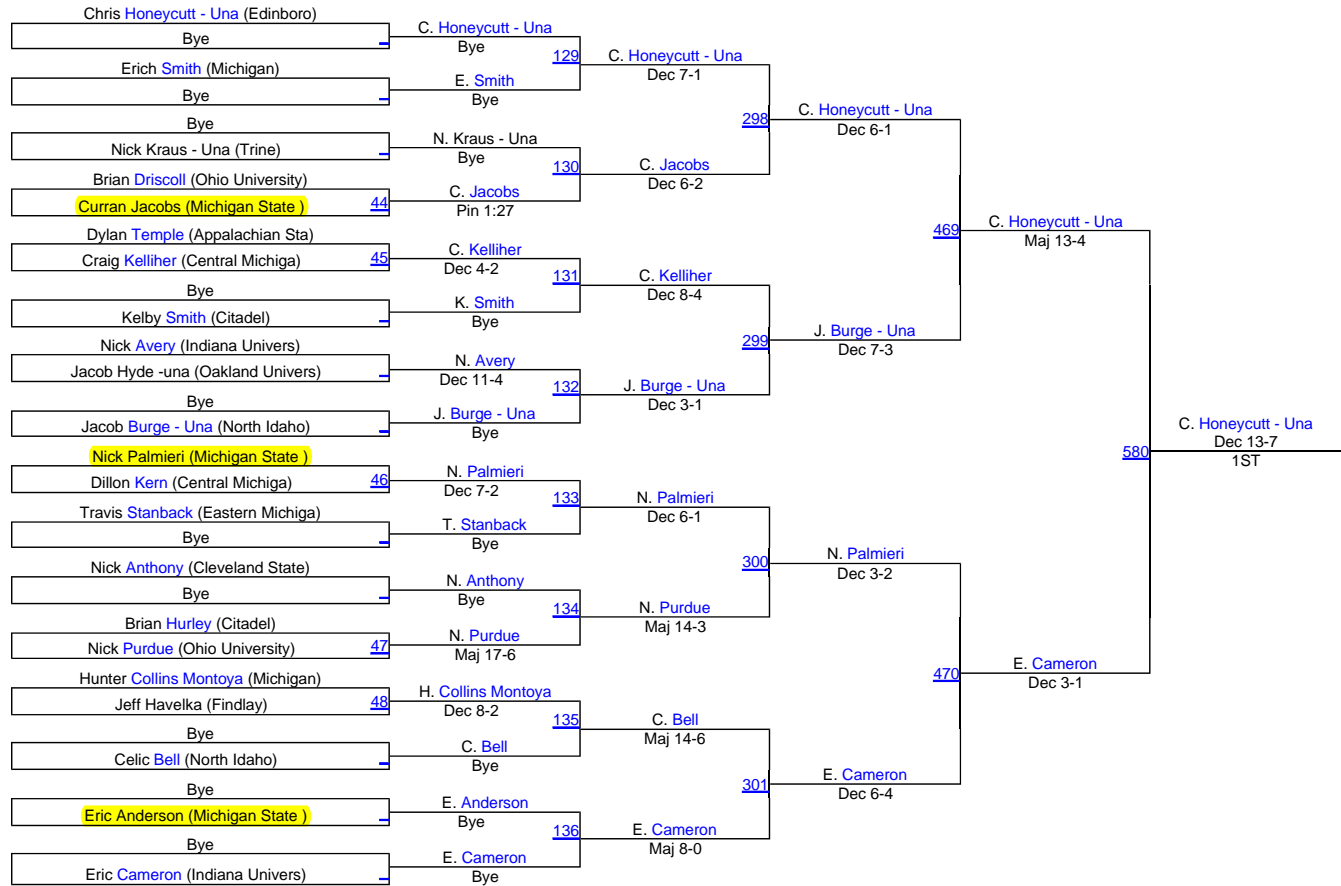 Chris Honeycutt - Una (Edinboro)
Bye
Erich Smith (Michigan)
Bye
Bye
Nick Kraus - Una (Trine)
Brian Driscoll (Ohio University)
Curran Jacobs (Michigan State )
44
Dylan Temple (Appalachian Sta)
Craig Kelliher (Central Michiga)
45
Bye
Kelby Smith (Citadel)
Nick Avery (Indiana Univers)
Jacob Hyde -una (Oakland Univers)
Bye
Jacob Burge - Una (North Idaho)
Nick Palmieri (Michigan State )
Dillon Kern (Central Michiga)
46
Travis Stanback (Eastern Michiga)
Bye
Nick Anthony (Cleveland State)
Bye
Brian Hurley (Citadel)
Nick Purdue (Ohio University)
47
Hunter Collins Montoya (Michigan)
Jeff Havelka (Findlay)
48
Bye
Celic Bell (North Idaho)
Bye
Eric Anderson (Michigan State )
Bye
Eric Cameron (Indiana Univers)
C. Honeycutt - Una
Bye
129
E. Smith
Bye
N. Kraus - Una
Bye
130
C. Jacobs
Pin 1:27
C. Kelliher
Dec 4-2
131
K. Smith
Bye
N. Avery
Dec 11-4
132
J. Burge - Una
Bye
N. Palmieri
Dec 7-2
133
T. Stanback
Bye
N. Anthony
Bye
134
N. Purdue
Maj 17-6
H. Collins Montoya
Dec 8-2
135
C. Bell
Bye
E. Anderson
Bye
136
E. Cameron
Bye
C. Honeycutt - Una
Dec 7-1
298
C. Jacobs
Dec 6-2
C. Kelliher
Dec 8-4
299
J. Burge - Una
Dec 3-1
N. Palmieri
Dec 6-1
300
N. Purdue
Maj 14-3
C. Bell
Maj 14-6
301
E. Cameron
Maj 8-0
C. Honeycutt - Una
Dec 6-1
469
J. Burge - Una
Dec 7-3
N. Palmieri
Dec 3-2
470
E. Cameron
Dec 6-4
C. Honeycutt - Una
Maj 13-4
580
E. Cameron
Dec 3-1
C. Honeycutt - Una
Dec 13-7
1ST